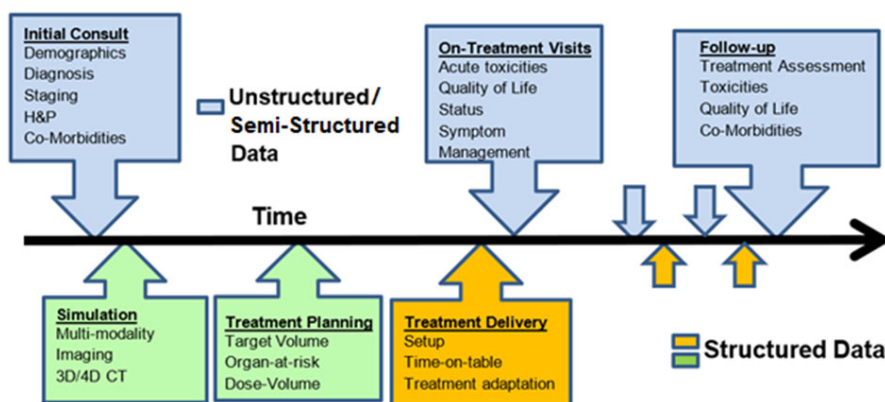 Initial Consult
Demographics
Diagnosis
Staging
H&P
Co-Morbidities
Unstructured/
Semi-Structured
Data
On-Treatment Visits
Acute toxicities
Quality of Life
Status
Symptom
Management
Follow-up
Treatment Assessment
Toxicities
Quality of Life
Co-Morbidities
Time
Simulation
Multi-modality
Imaging
3D/4D CT
Treatment Planning
Target Volume
Organ-at-risk
Dose-Volume
Treatment Delivery
Setup
Time-on-table
Treatment adaptation
Structured Data